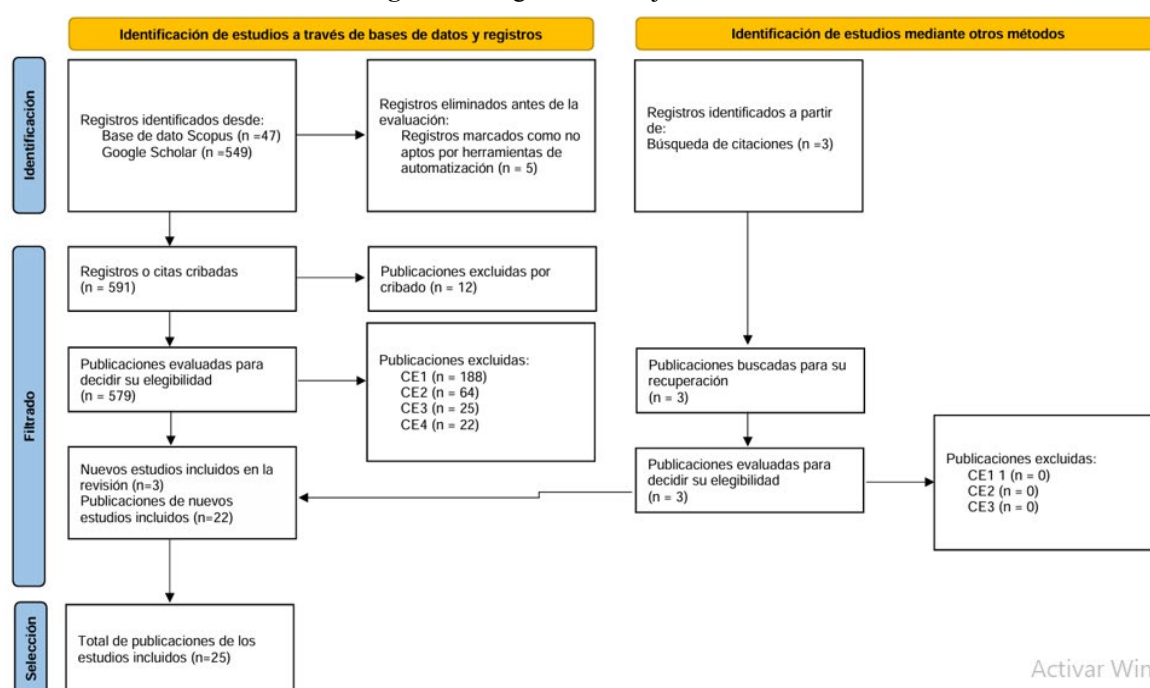 Identificación de estudios a través de bases de datos y registros
Identificación de estudios mediante otros métodos
Identificación
Registros identificados desde:
Base de dato Scopus (n =47)
Google Scholar (n =549)
Registros eliminados antes de la
evaluación:
Registros marcados como no
aptos por herramientas de
automatización (n = 5)
Registros identificados a partir
de:
Búsqueda de citaciones (n =3)
Filtrado
Registros o citas cribadas
(n = 591)
Publicaciones excluidas por
cribado (n = 12)
Publicaciones evaluadas para
decidir su elegibilidad
(n = 579)
Publicaciones excluidas:
CE1 (n = 188)
CE2 (n = 64)
CE3 (n = 25)
CE4 (n = 22)
Publicaciones buscadas para su
recuperación
(n = 3)
Nuevos estudios incluidos en la
revisión (n=3)
Publicaciones de nuevos
estudios incluidos (n=22)
Publicaciones evaluadas para
decidir su elegibilidad
(n = 3)
Publicaciones excluidas:
CE1 1 (n = 0)
CE2 (n = 0)
CE3 (n = 0)
Selección
Total de publicaciones de los
estudios incluidos (n=25)
Activar Win